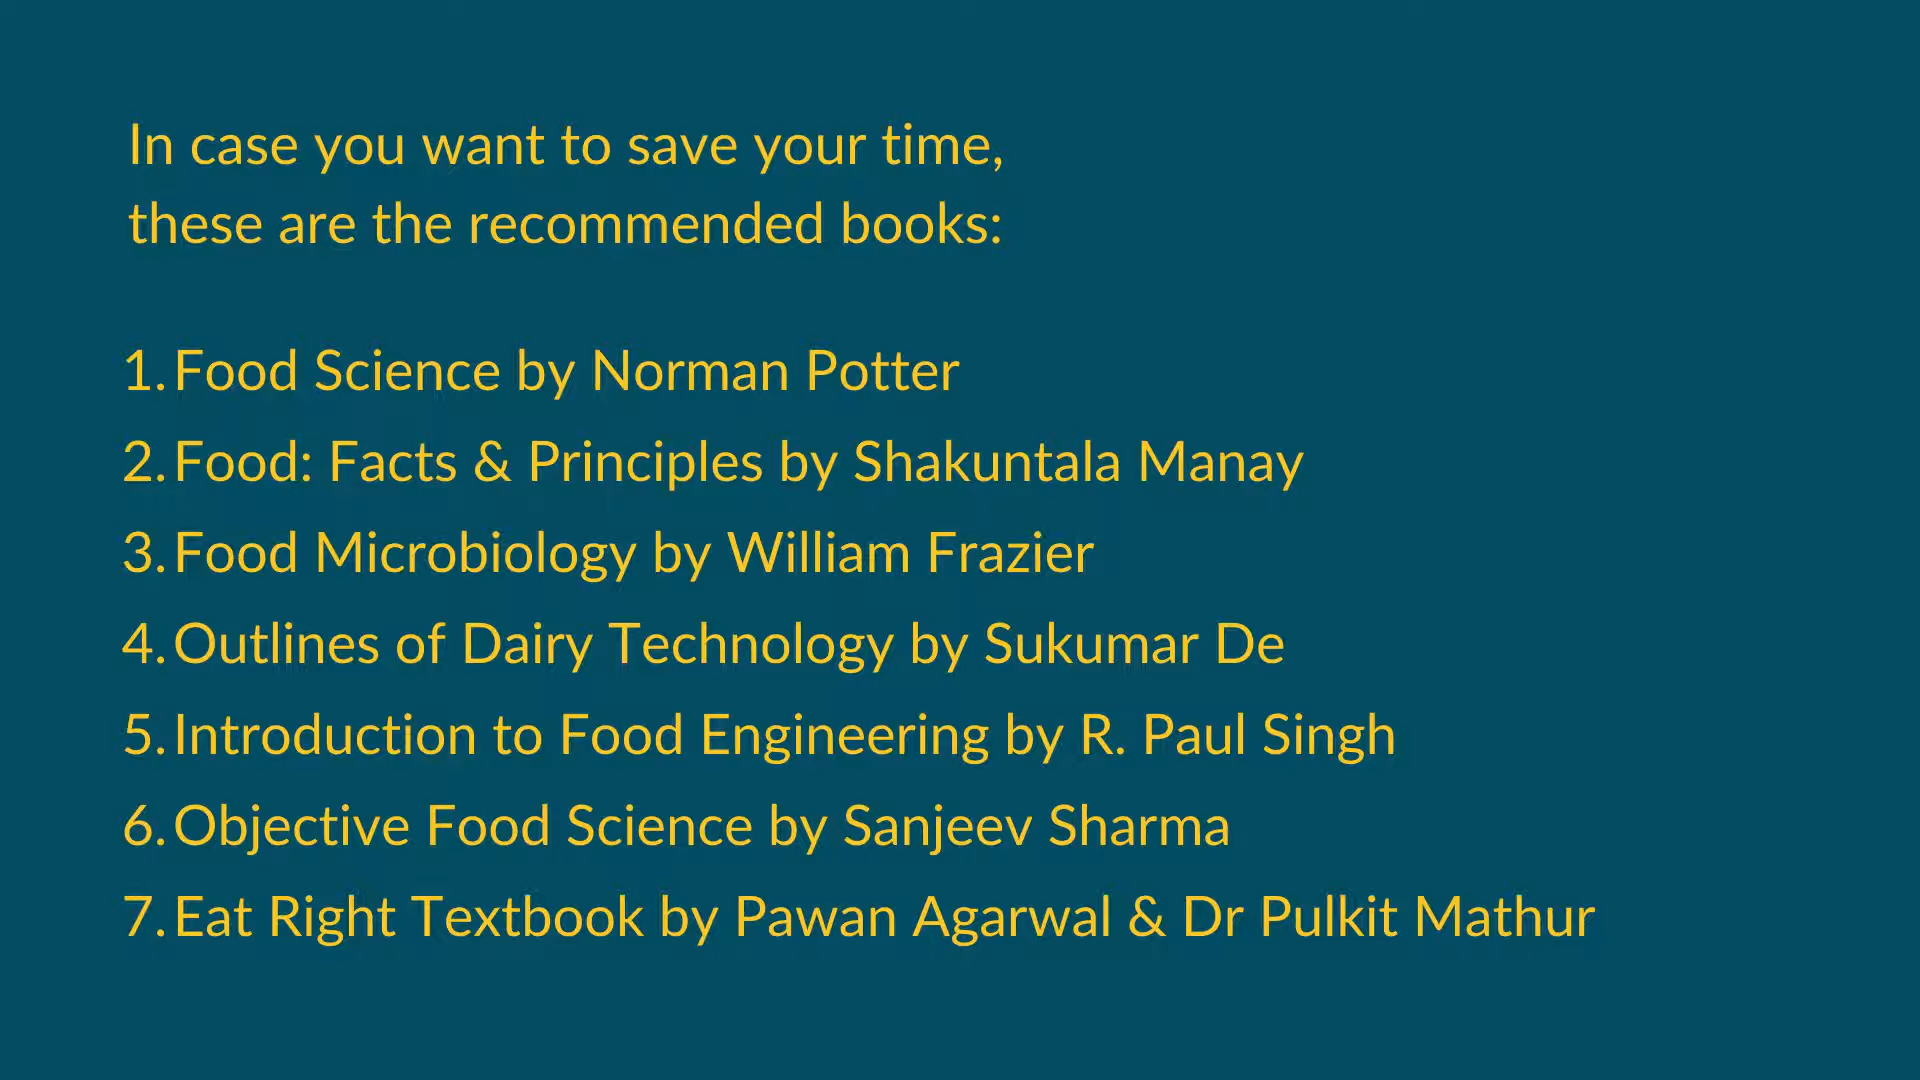 In case you want to save your time,
these are the recommended books:
1. Food Science by Norman Potter
2. Food: Facts & Principles by Shakuntala Manay
3. Food Microbiology by William Frazier
4. Outlines of Dairy Technology by Sukumar De
5. Introduction to Food Engineering by R. Paul Singh
6. Objective Food Science by Sanjeev Sharma
7. Eat Right Textbook by Pawan Agarwal & Dr Pulkit Mathur